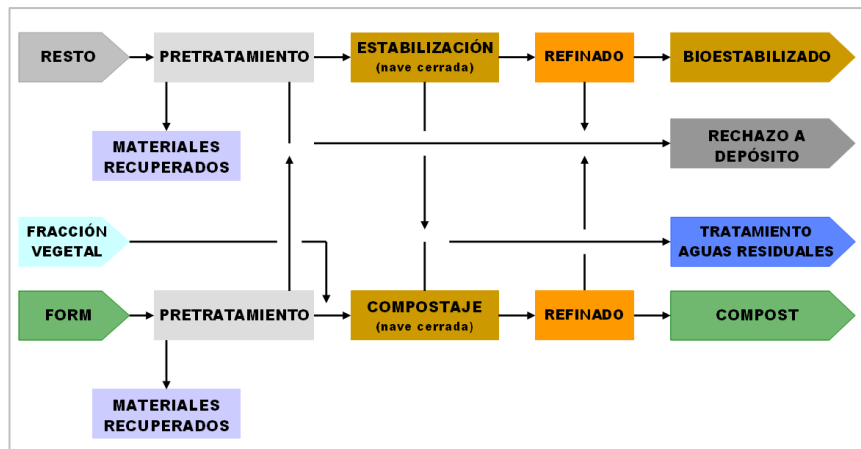 RESTO
PRETRATAMIENTO
ESTABILIZACIÓN
(nave cerrada)
REFINADO
BIOESTABILIZADO
MATERIALES
RECUPERADOS
RECHAZO A
DEPÓSITO
FRACCIÓN
VEGETAL
TRATAMIENTO
AGUAS RESIDUALES
FORM
PRETRATAMIENTO
COMPOSTAJE
(nave cerrada)
REFINADO
COMPOST
MATERIALES
RECUPERADOS